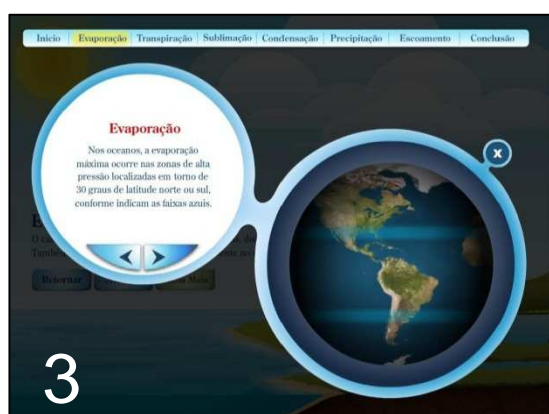 Início Evaporação Transpiração Sublimação Condensação Precipitação Escoamento Conclusão
Evaporação
Nos oceanos, a evaporação
máxima ocorre nas zonas de alta
pressão localizadas em torno de
30 graus de latitude norte ou sul,
conforme indicam as faixas azuis.
X
Retornar
3